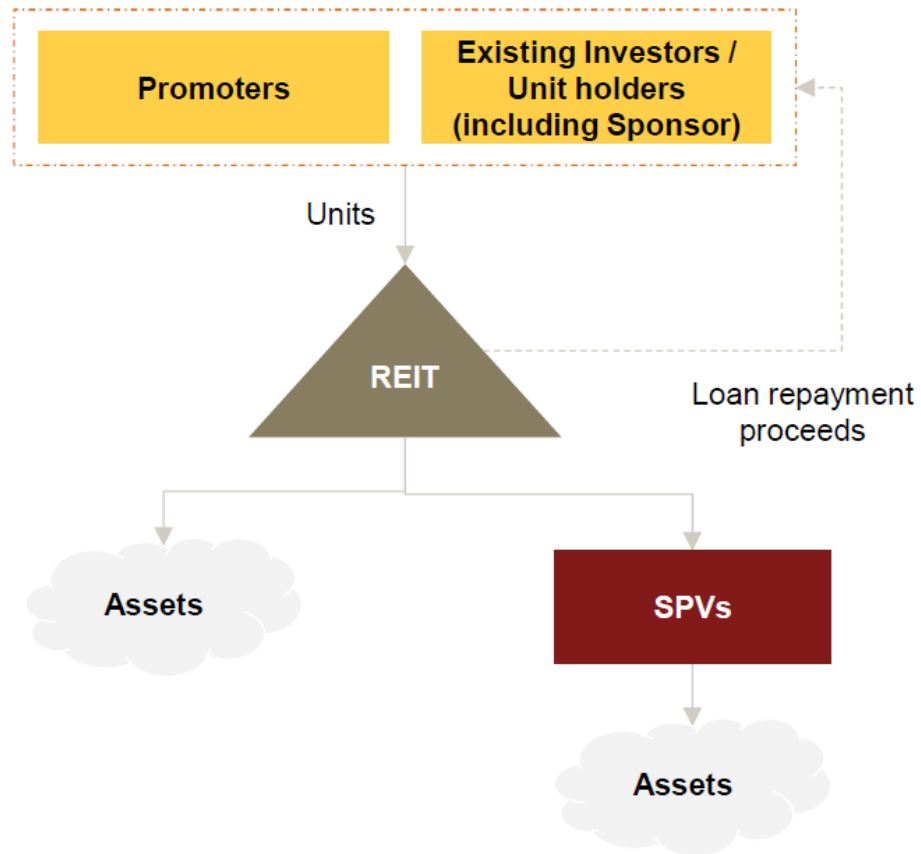 Promoters
Existing Investors /
Unit holders
(including Sponsor)
Units
REIT
Loan repayment
proceeds
Assets
SPVs
Assets